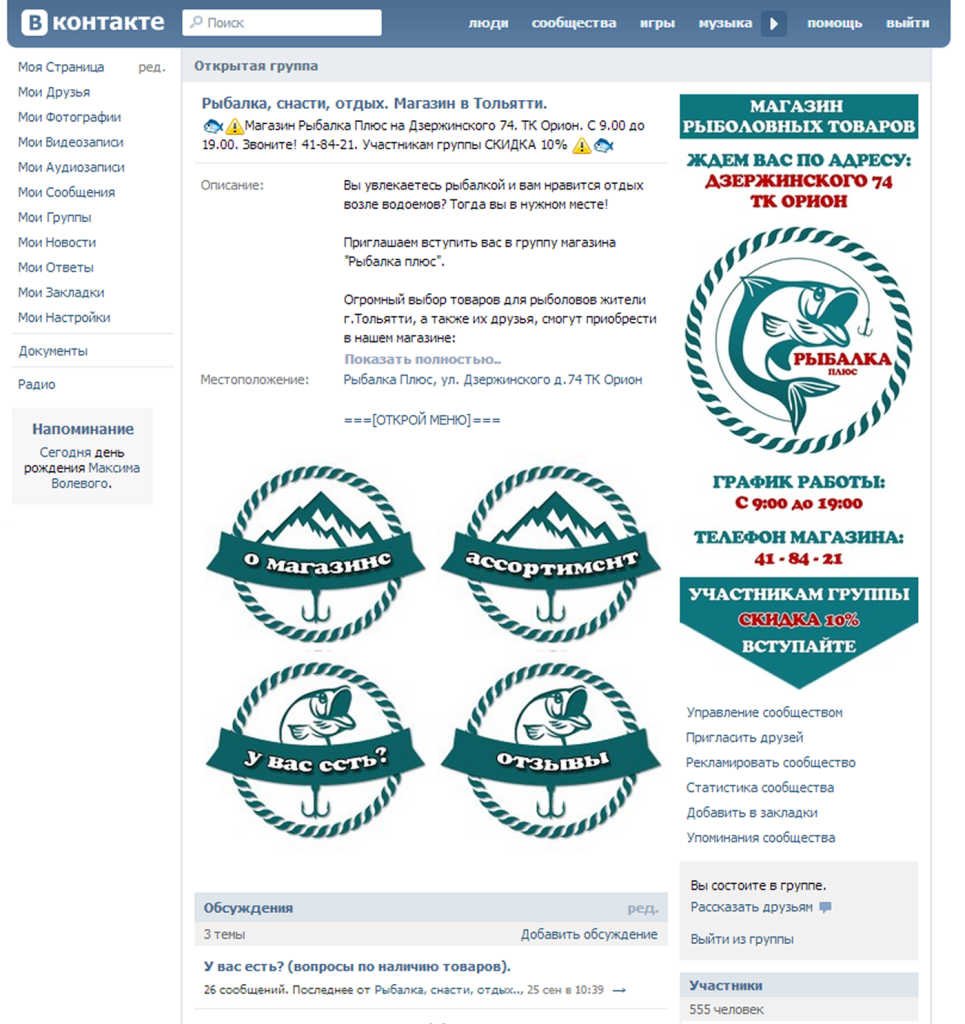 В контакте
Поиск
люди сообщества игры музыка помощь выйти
Моя Страница ред.
Мои Друзья
Мои Фотографии
Мои Видеозаписи
Мои Аудиозаписи
Мои Сообщения
Мои Группы
Мои Новости
Мои Ответы
Мои Закладки
Мои Настройки
Документы
Радио
Напоминание
Сегодня день
рождения Максима
Волевого.
Открытая группа
Рыбалка, снасти, отдых. Магазин в Тольятти.
Магазин Рыбалка Плюс на Дзержинского 74. ТК Орион. С 9.00 до
19.00. Звоните! 41-84-21. Участникам группы СКИДКА 10%
Описание:
Вы увлекаетесь рыбалкой и вам нравится отдых
возле водоемов? Тогда вы в нужном месте!
Приглашаем вступить вас в группу магазина
"Рыбалка плюс".
Огромный выбор товаров для рыболовов жители
г.Тольятти, а также их друзья, смогут приобрести
в нашем магазине:
Показать полностью..
Местоположение: Рыбалка Плюс, ул. Дзержинского д.74 ТК Орион
===[ОТКРОЙ МЕНЮ]===
о магазине
ассортимент
у вас есть?
отзывы
Обсуждения ред.
3 темы Добавить обсуждение
У вас есть? (вопросы по наличию товаров).
26 сообщений. Последнее от Рыбалка, снасти, отдых.., 25 сен в 10:39 →
МАГАЗИН
РЫБОЛОВНЫХ ТОВАРОВ
ЖДЕМ ВАС ПО АДРЕСУ:
ДЗЕРЖИНСКОГО 74
ТК ОРИОН
РЫБАЛКА
ПЛЮС
ГРАФИК РАБОТЫ:
С 9:00 до 19:00
ТЕЛЕФОН МАГАЗИНА:
41 - 84 - 21
УЧАСТНИКАМ ГРУППЫ
СКИДКА 10%
ВСТУПАЙТЕ
Управление сообществом
Пригласить друзей
Рекламировать сообщество
Статистика сообщества
Добавить в закладки
Упоминания сообщества
Вы состоите в группе.
Рассказать друзьям
Выйти из группы
Участники
555 человек